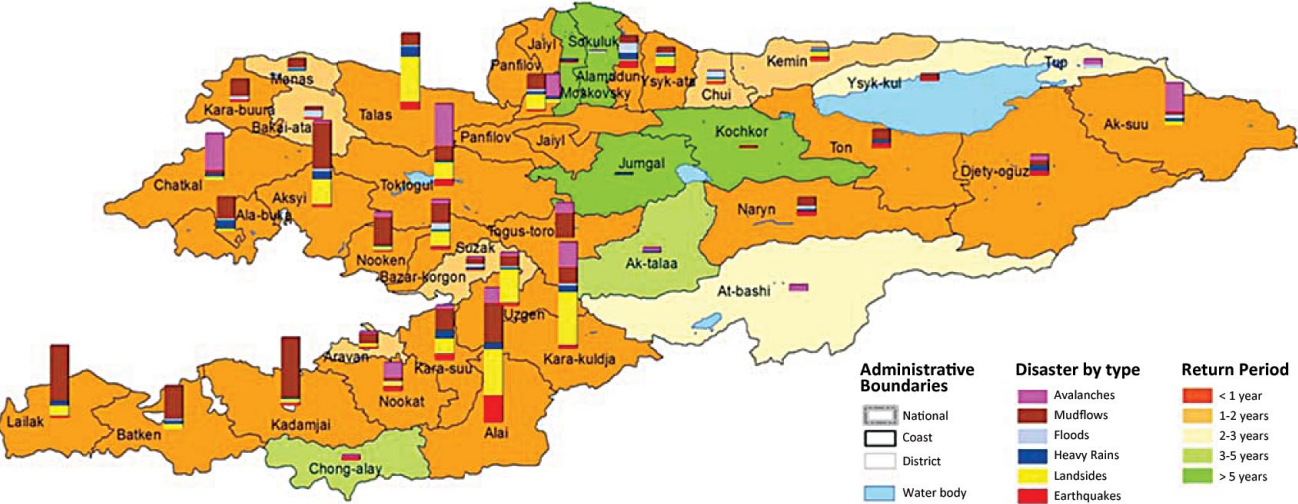 Jaiyl
Sokuluk
Panfilov
Alamudun
Ysyk-ata
Moskovsky
Chui
Kemin
Ysyk-kul
Tup
Manas
Kara-buura
Bakai-ata
Talas
Panfilov
Jaiyl
Kochkor
Ton
Ak-suu
Djety-oguz
Chatkal
Aksyi
Toktogul
Jumgal
Ala-buka
Naryn
Togus-toro
Nooken
Suzak
Bazar-korgon
Ak-talaa
At-bashi
Uzgen
Kara-kuldja
Aravan
Kara-suu
Nookat
Lailak
Batken
Kadamjai
Alai
Chong-alay
Administrative
Boundaries
National
Coast
District
Water body
Disaster by type
Avalanches
Mudflows
Floods
Heavy Rains
Landsides
Earthquakes
Return Period
< 1 year
1-2 years
2-3 years
3-5 years
> 5 years